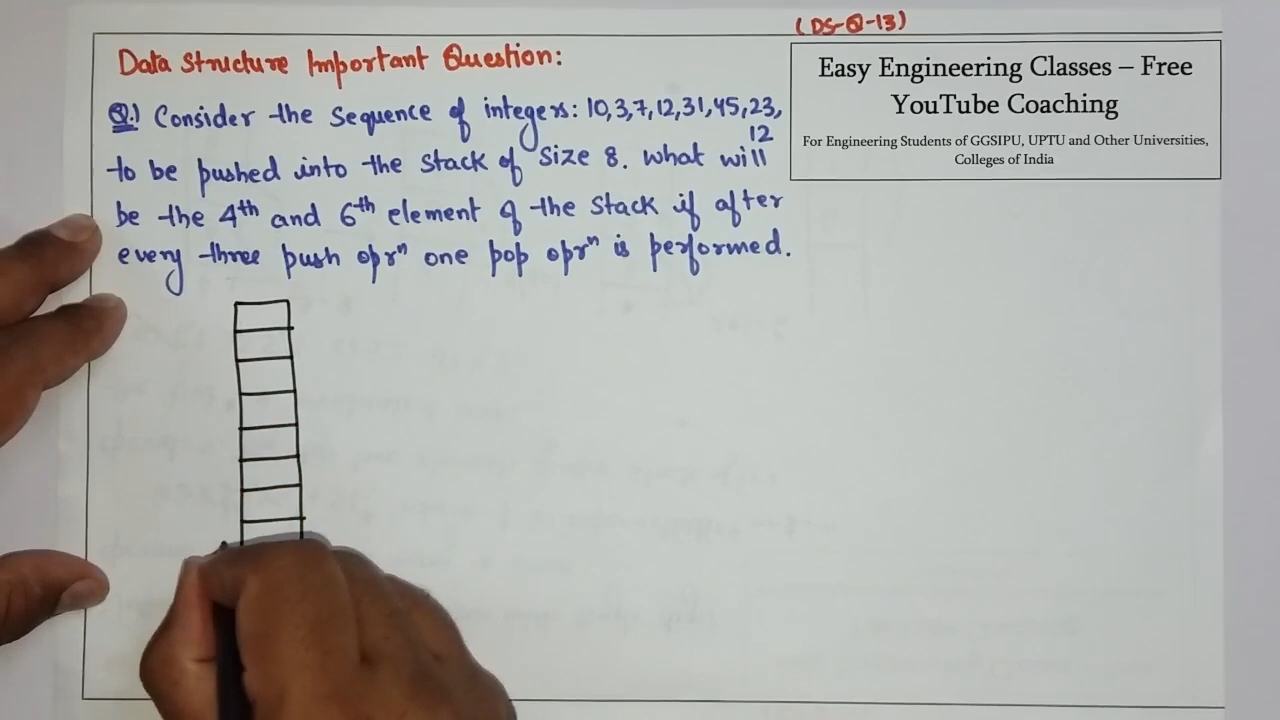 (DS-Q-13)
Data Structure Important Question:
Easy Engineering Classes – Free
YouTube Coaching
For Engineering Students of GGSIPU, UPTU and Other Universities,
Colleges of India
Q.) Consider the sequence of integers: 10,3,7,12,31,45,23,
12
to be pushed into the stack of size 8. What will
be the 4th and 6th element of the stack if after
every three push oprn one pop oprn is performed.